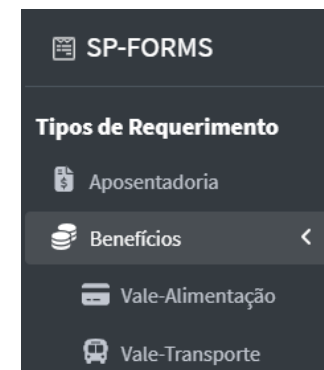 SP-FORMS
Tipos de Requerimento
Aposentadoria
Benefícios
Vale-Alimentação
Vale-Transporte